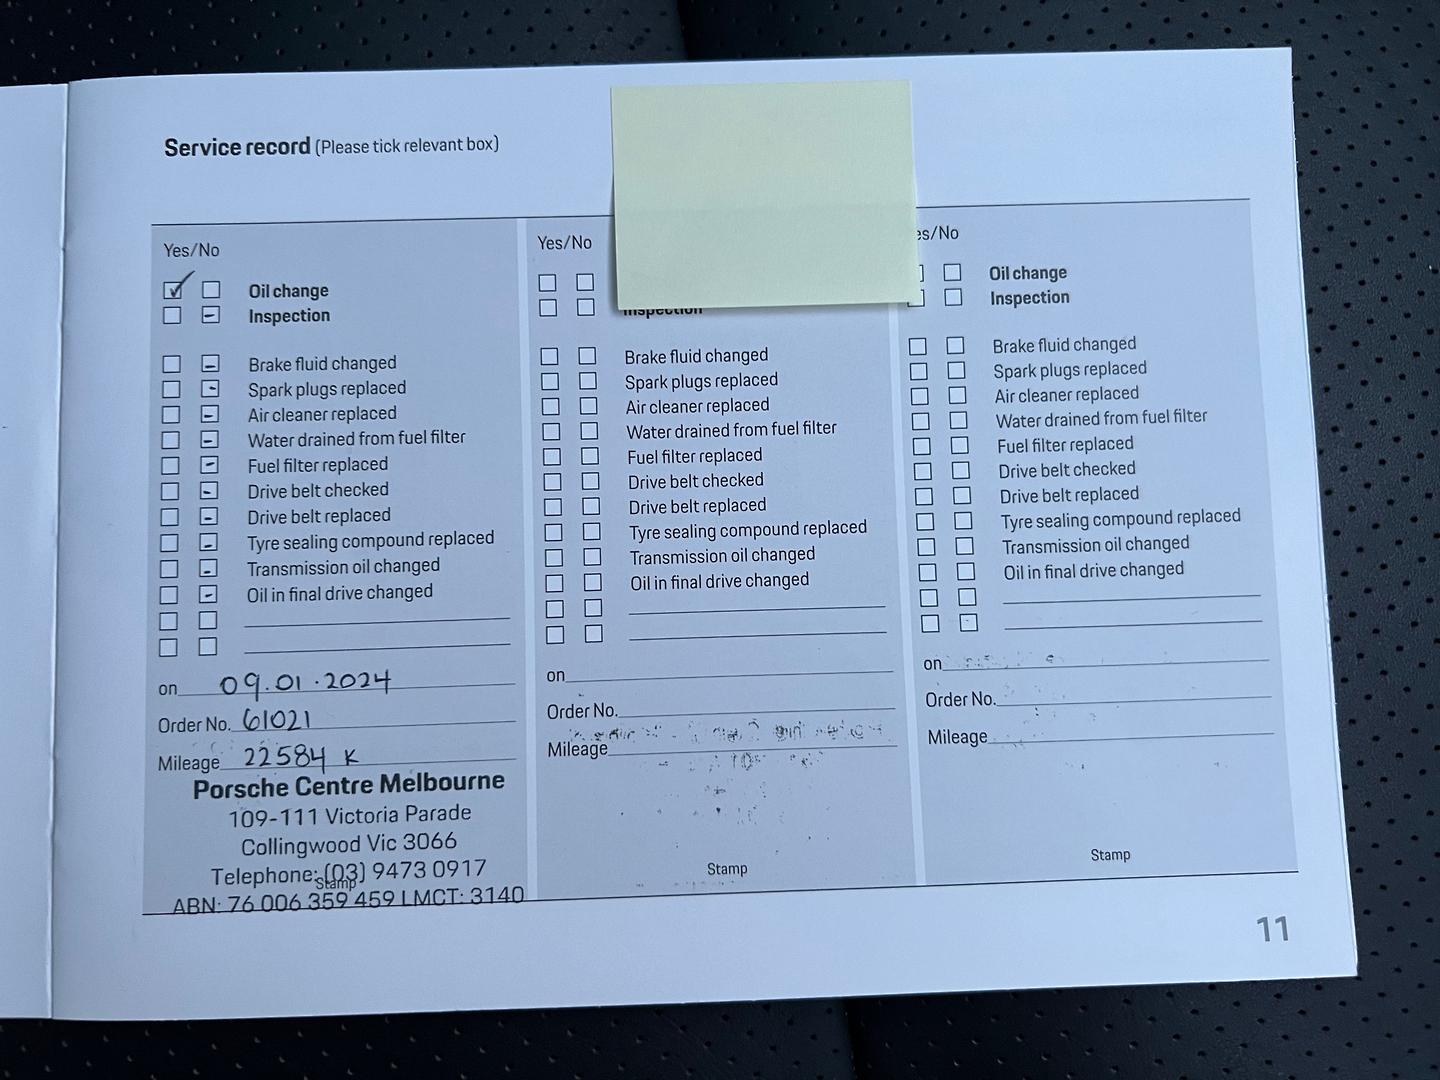 Service record (Please tick relevant box)
Yes/No
Oil change
Inspection
Brake fluid changed
Spark plugs replaced
Air cleaner replaced
Water drained from fuel filter
Fuel filter replaced
Drive belt checked
Drive belt replaced
Tyre sealing compound replaced
Transmission oil changed
Oil in final drive changed
on 09.01.2024
Order No. 61021
Mileage 22584 K
Porsche Centre Melbourne
109-111 Victoria Parade
Collingwood Vic 3066
Telephone: (03) 9473 0917
Stamp
ABN: 76 006 359 459 LMCT: 3140
Yes/No
Inspection
Brake fluid changed
Spark plugs replaced
Air cleaner replaced
Water drained from fuel filter
Fuel filter replaced
Drive belt checked
Drive belt replaced
Tyre sealing compound replaced
Transmission oil changed
Oil in final drive changed
on
Order No.
Mileage
Stamp
es/No
Oil change
Inspection
Brake fluid changed
Spark plugs replaced
Air cleaner replaced
Water drained from fuel filter
Fuel filter replaced
Drive belt checked
Drive belt replaced
Tyre sealing compound replaced
Transmission oil changed
Oil in final drive changed
on
Order No.
Mileage
Stamp
11